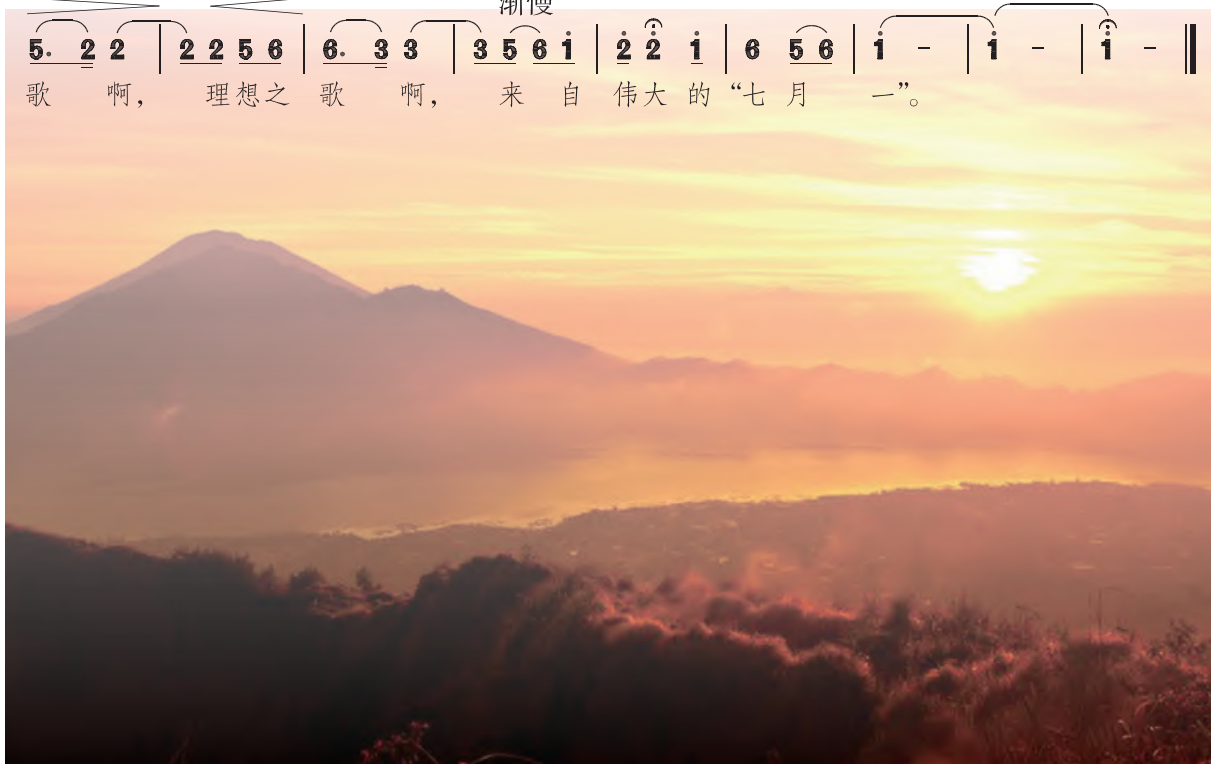 渐慢
5. 2 2 | 2 2 5 6 | 6. 3 3 | 3 5 6 1 | 2 2 1 | 6 5 6 | 1 – | 1 – | 1 – ‖
歌 啊， 理想之 歌 啊， 来 自 伟大 的 “七 月 一”。